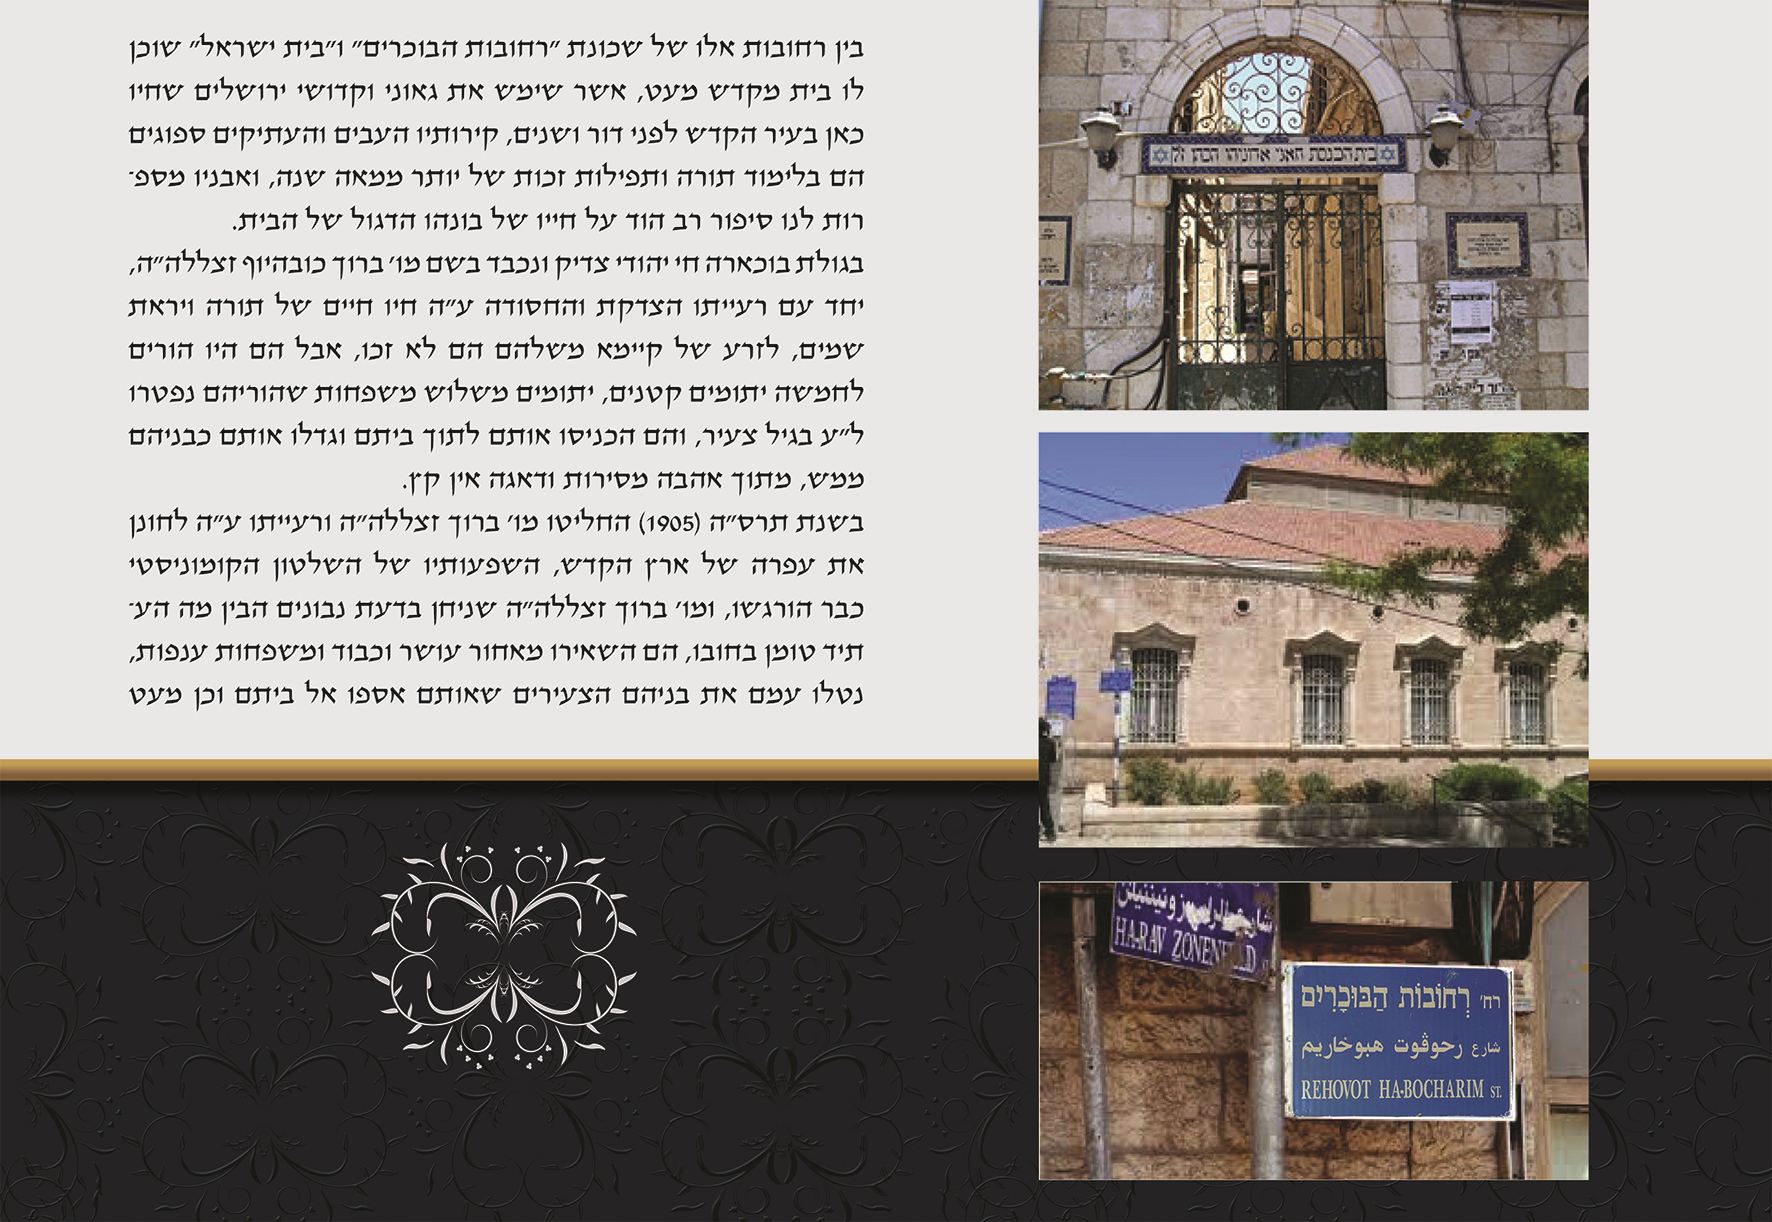 בין רחובות אלו של שכונת "רחובות הבוכרים" ו"בית ישראל" שוכן
לו בית מקדש מעט, אשר שימש את גאוני וקדושי ירושלים שחיו
כאן בעיר הקדש לפני דור ושנים, קירותיו העבים והעתיקים ספוגים
הם בלימוד תורה ותפילות זכות של יותר ממאה שנה, ואבניו מספ־
רות לנו סיפור רב הוד על חייו של בונהו הדגול של הבית.
בגולת בוכארה חי יהודי צדיק ונכבד בשם מו' ברוך כובהיוף זצללה"ה,
יחד עם רעייתו הצדקת והחסודה ע"ה חיו חיים של תורה ויראת
שמים, לזרע של קיימא משלהם הם לא זכו, אבל הם היו הורים
לחמשה יתומים קטנים, יתומים משלוש משפחות שהוריהם נפטרו
ל"ע בגיל צעיר, והם הכניסו אותם לתוך ביתם וגדלו אותם כבניהם
ממש, מתוך אהבה מסירות ודאגה אין קץ.
בשנת תרס"ה (1905) החליטו מו' ברוך זצללה"ה ורעייתו ע"ה לחונן
את עפרה של ארץ הקדש, השפעותיו של השלטון הקומוניסטי
כבר הורגשו, ומו' ברוך זצללה"ה שניחן בדעת נבונים הבין מה הע־
תיד טומן בחובו, הם השאירו מאחור עושר וכבוד ומשפחות ענפות,
נטלו עמם את בניהם הצעירים שאותם אספו אל ביתם וכן מעט
בית הכנסת
HA-RAV
רח' רְחוֹבוֹת הַבּוּכָרִים
شارع رحوڤوت هبوخاريم
REHOVOT HA-BOCHARIM ST.